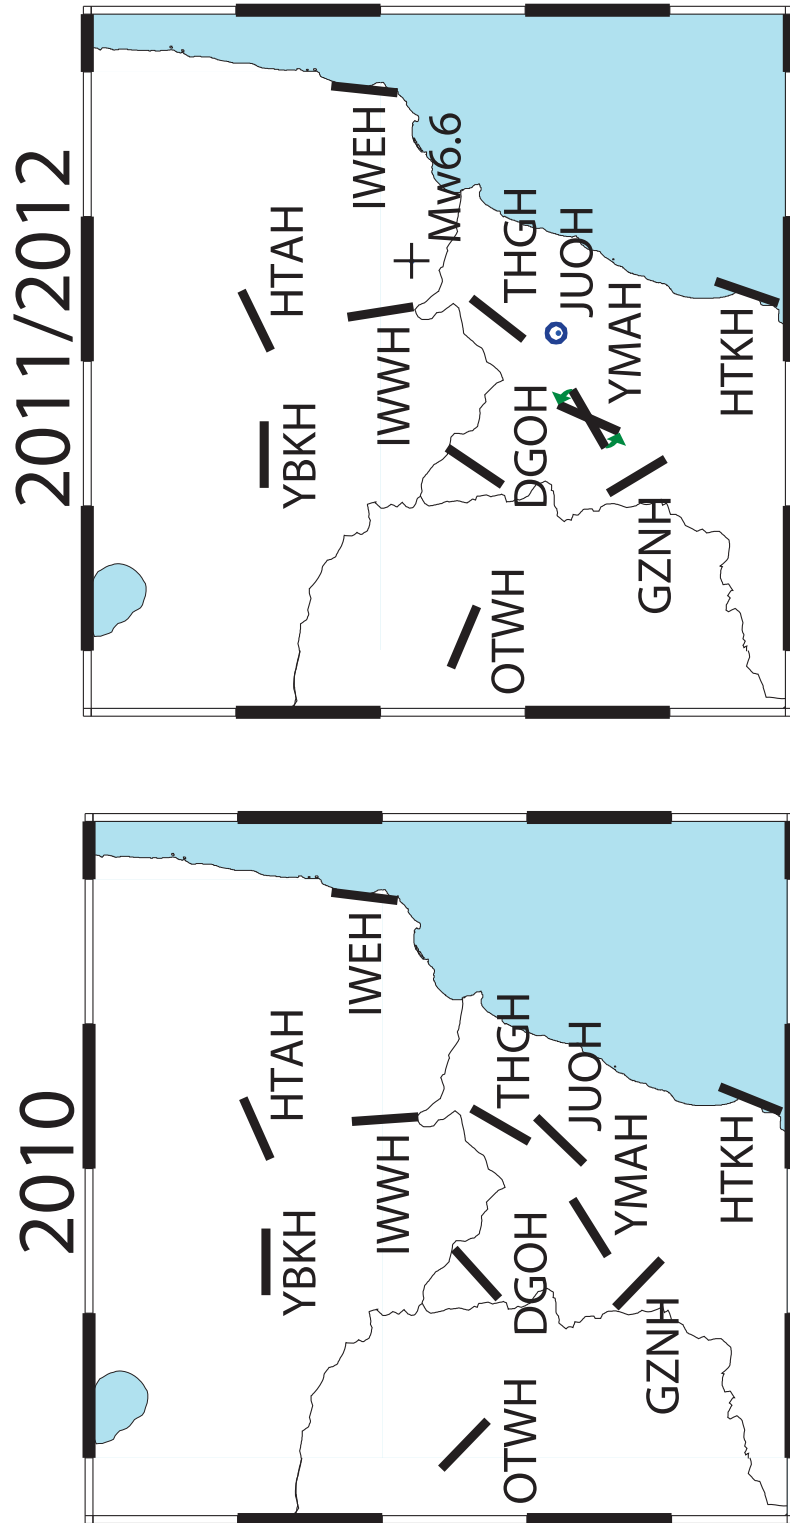 2010
HTAH
IWEH
YBKH
IWWH
THGH
JUOH
DGOH
YMAH
OTWH
GZNH
HTKH
2011/2012
HTAH
IWEH
Mw6.6
YBKH
IWWH
THGH
JUOH
DGOH
YMAH
OTWH
GZNH
HTKH